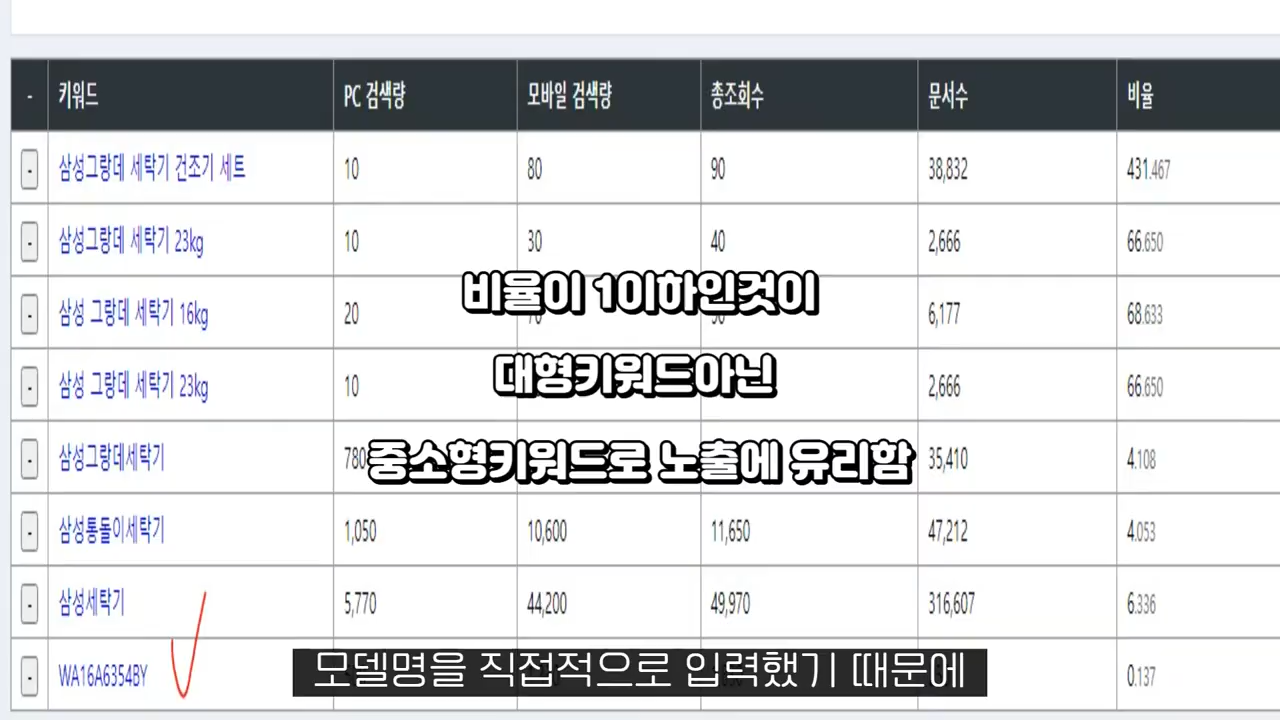 - 키워드 PC 검색량 모바일 검색량 총조회수 문서수 비율
- 삼성그랑데 세탁기 건조기 세트 10 80 90 38,832 431.467
- 삼성그랑데 세탁기 23kg 10 30 40 2,666 66.650
비율이 1이하인것이
- 삼성 그랑데 세탁기 16kg 20 6,177 68.633
대형키워드아닌
- 삼성 그랑데 세탁기 23kg 10 2,666 66.650
중소형키워드로 노출에 유리함
- 삼성그랑데세탁기 780 35,410 4.108
- 삼성통돌이세탁기 1,050 10,600 11,650 47,212 4.053
- 삼성세탁기 5,770 44,200 49,970 316,607 6.336
- WA16A6354BY 0.137
모델명을 직접적으로 입력했기 때문에